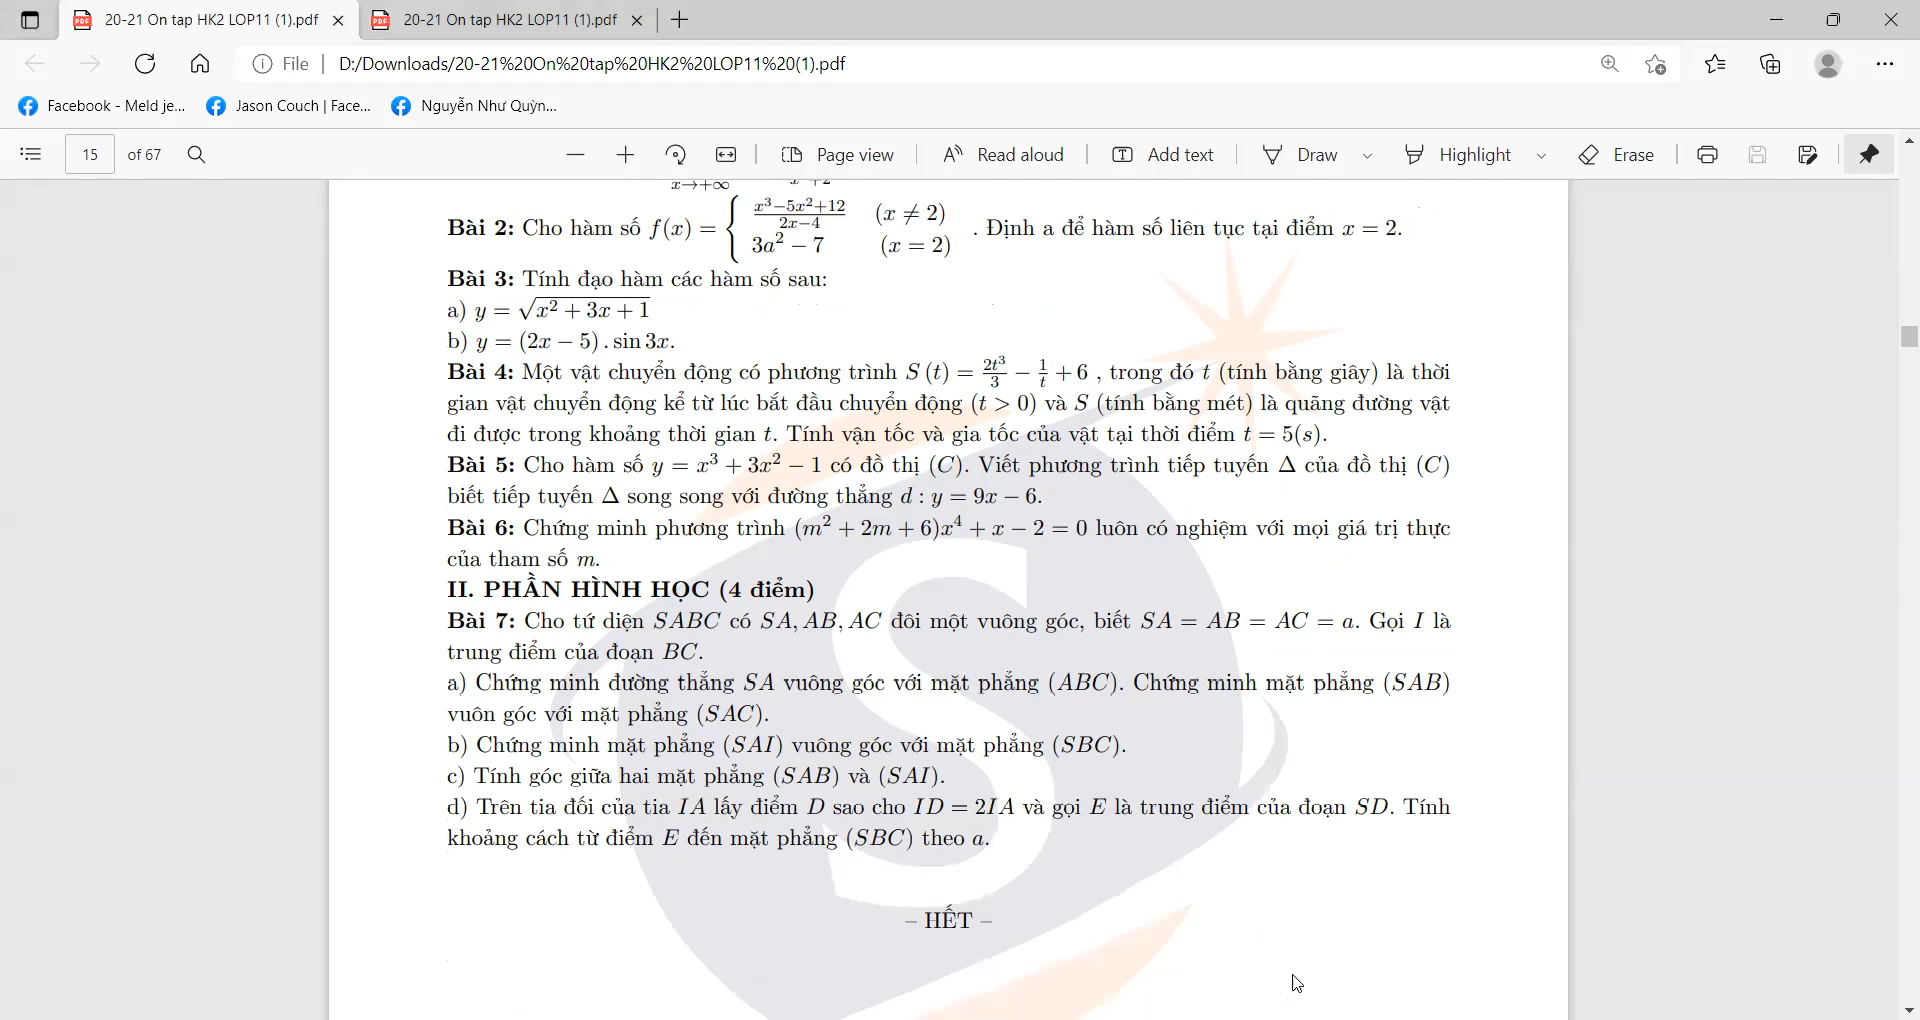 20-21 On tap HK2 LOP11 (1).pdf
20-21 On tap HK2 LOP11 (1).pdf
File | D:/Downloads/20-21%20On%20tap%20HK2%20LOP11%20(1).pdf
Facebook - Meld je... Jason Couch | Face... Nguyễn Như Quỳn...
15 of 67 Page view Read aloud Add text Draw Highlight Erase
x→+∞
Bài 2: Cho hàm số f(x) = { (x³−5x²+12)/(2x−4) (x ≠ 2) ; 3a² − 7 (x = 2) . Định a để hàm số liên tục tại điểm x = 2.
Bài 3: Tính đạo hàm các hàm số sau:
a) y = √(x² + 3x + 1)
b) y = (2x − 5) . sin 3x.
Bài 4: Một vật chuyển động có phương trình S (t) = 2t³/3 − 1/t + 6 , trong đó t (tính bằng giây) là thời
gian vật chuyển động kể từ lúc bắt đầu chuyển động (t > 0) và S (tính bằng mét) là quãng đường vật
đi được trong khoảng thời gian t. Tính vận tốc và gia tốc của vật tại thời điểm t = 5(s).
Bài 5: Cho hàm số y = x³ + 3x² − 1 có đồ thị (C). Viết phương trình tiếp tuyến Δ của đồ thị (C)
biết tiếp tuyến Δ song song với đường thẳng d : y = 9x − 6.
Bài 6: Chứng minh phương trình (m² + 2m + 6)x⁴ + x − 2 = 0 luôn có nghiệm với mọi giá trị thực
của tham số m.
II. PHẦN HÌNH HỌC (4 điểm)
Bài 7: Cho tứ diện SABC có SA, AB, AC đôi một vuông góc, biết SA = AB = AC = a. Gọi I là
trung điểm của đoạn BC.
a) Chứng minh đường thẳng SA vuông góc với mặt phẳng (ABC). Chứng minh mặt phẳng (SAB)
vuôn góc với mặt phẳng (SAC).
b) Chứng minh mặt phẳng (SAI) vuông góc với mặt phẳng (SBC).
c) Tính góc giữa hai mặt phẳng (SAB) và (SAI).
d) Trên tia đối của tia IA lấy điểm D sao cho ID = 2IA và gọi E là trung điểm của đoạn SD. Tính
khoảng cách từ điểm E đến mặt phẳng (SBC) theo a.
– HẾT –